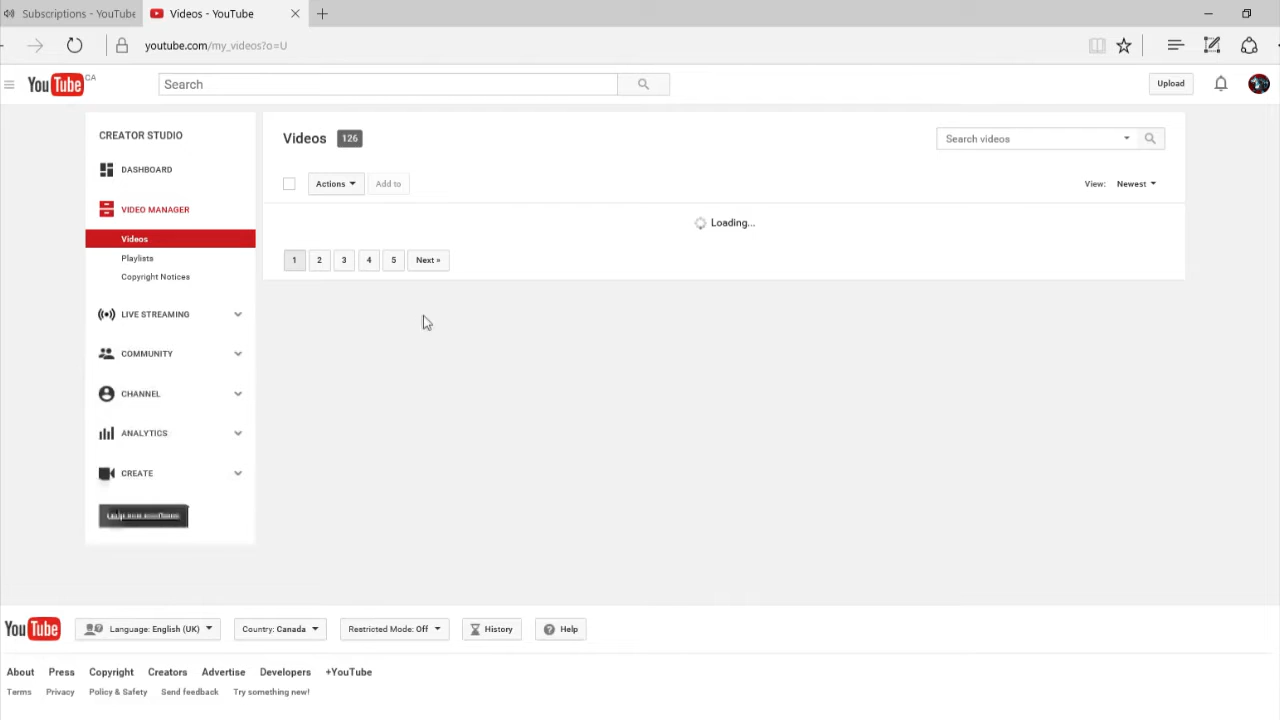 Subscriptions - YouTube
Videos - YouTube
youtube.com/my_videos?o=U
YouTube CA
Search
Upload
CREATOR STUDIO
DASHBOARD
VIDEO MANAGER
Videos
Playlists
Copyright Notices
LIVE STREAMING
COMMUNITY
CHANNEL
ANALYTICS
CREATE
Videos 126
Search videos
Actions Add to
View: Newest
Loading...
1 2 3 4 5 Next »
YouTube Language: English (UK) Country: Canada Restricted Mode: Off History Help
About Press Copyright Creators Advertise Developers +YouTube
Terms Privacy Policy & Safety Send feedback Try something new!